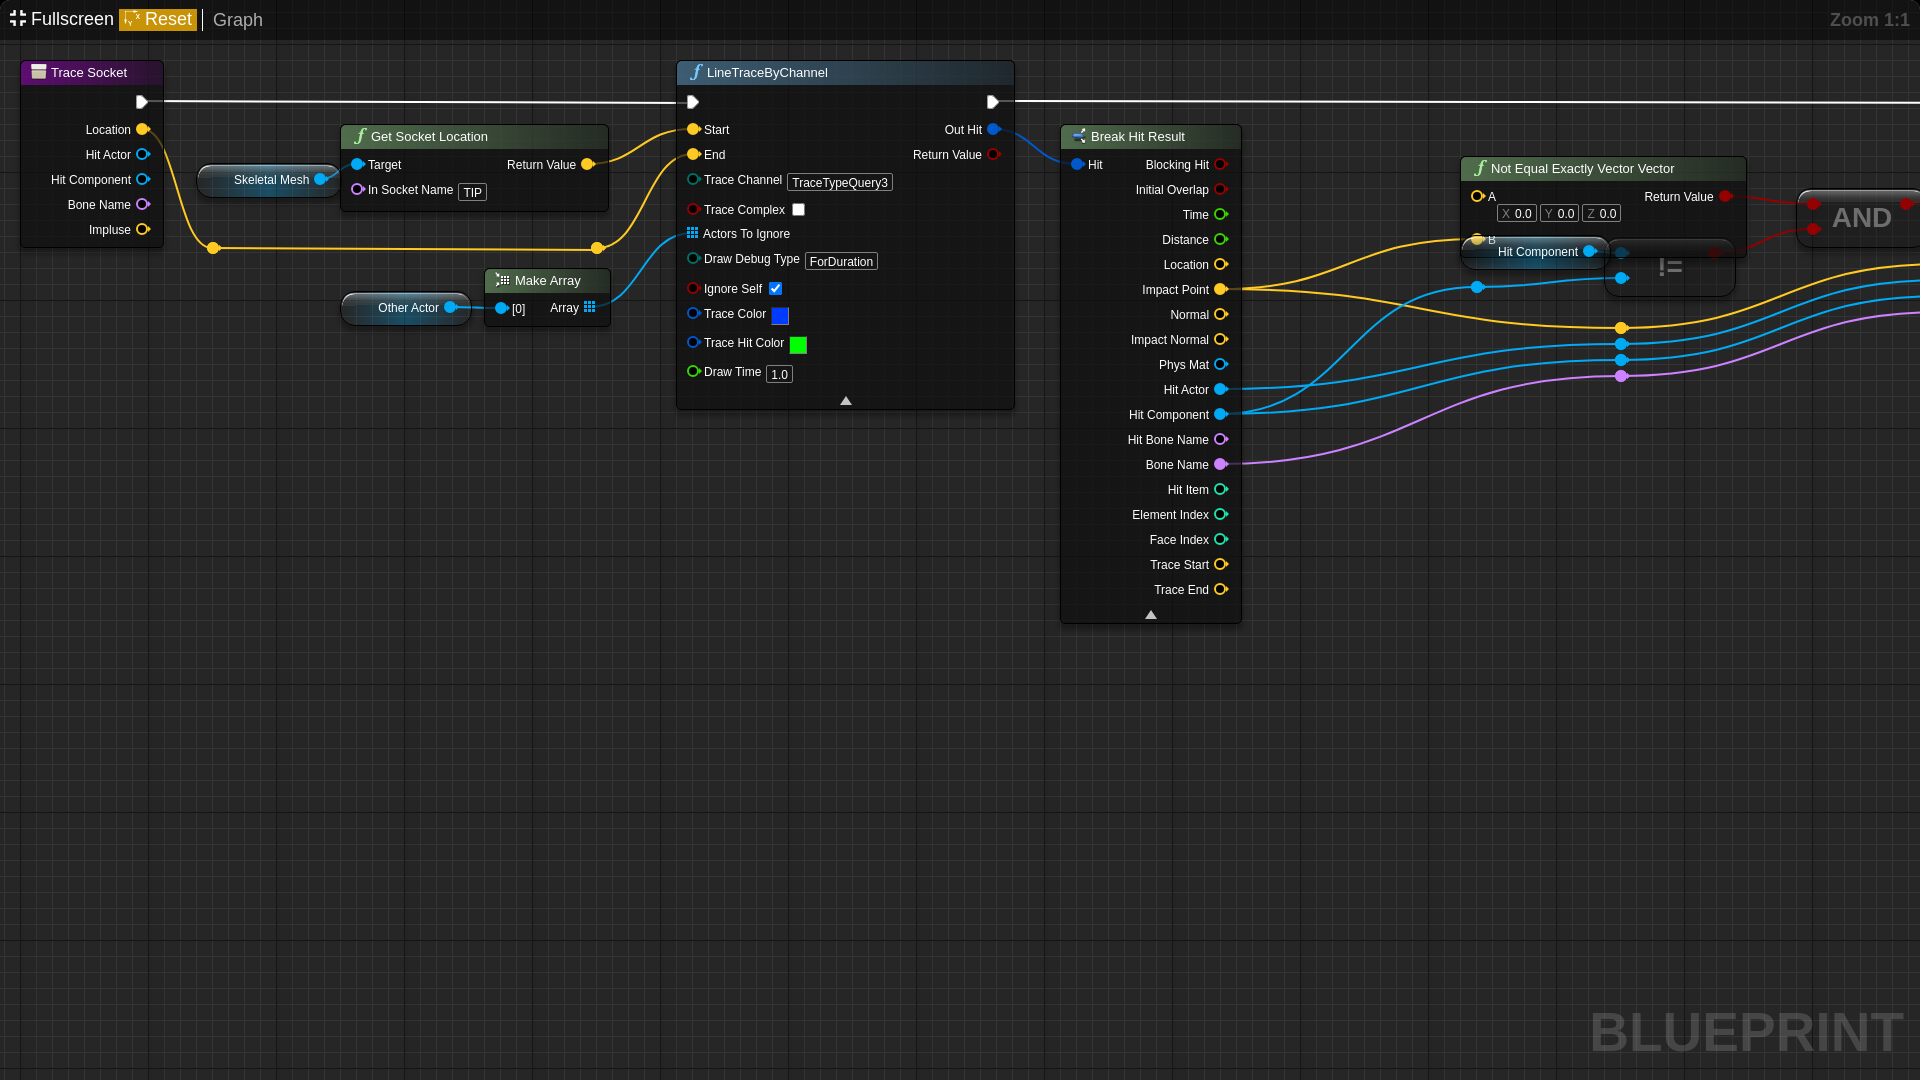 Fullscreen Reset Graph Zoom 1:1
Trace Socket
Location
Hit Actor
Hit Component
Bone Name
Impluse
Skeletal Mesh
Get Socket Location
Target Return Value
In Socket Name TIP
Other Actor
Make Array
[0] Array
LineTraceByChannel
Start Out Hit
End Return Value
Trace Channel TraceTypeQuery3
Trace Complex
Actors To Ignore
Draw Debug Type ForDuration
Ignore Self
Trace Color
Trace Hit Color
Draw Time 1.0
Break Hit Result
Hit Blocking Hit
Initial Overlap
Time
Distance
Location
Impact Point
Normal
Impact Normal
Phys Mat
Hit Actor
Hit Component
Hit Bone Name
Bone Name
Hit Item
Element Index
Face Index
Trace Start
Trace End
Not Equal Exactly Vector Vector
A Return Value
X 0.0 Y 0.0 Z 0.0
B
Hit Component
!=
AND
BLUEPRINT